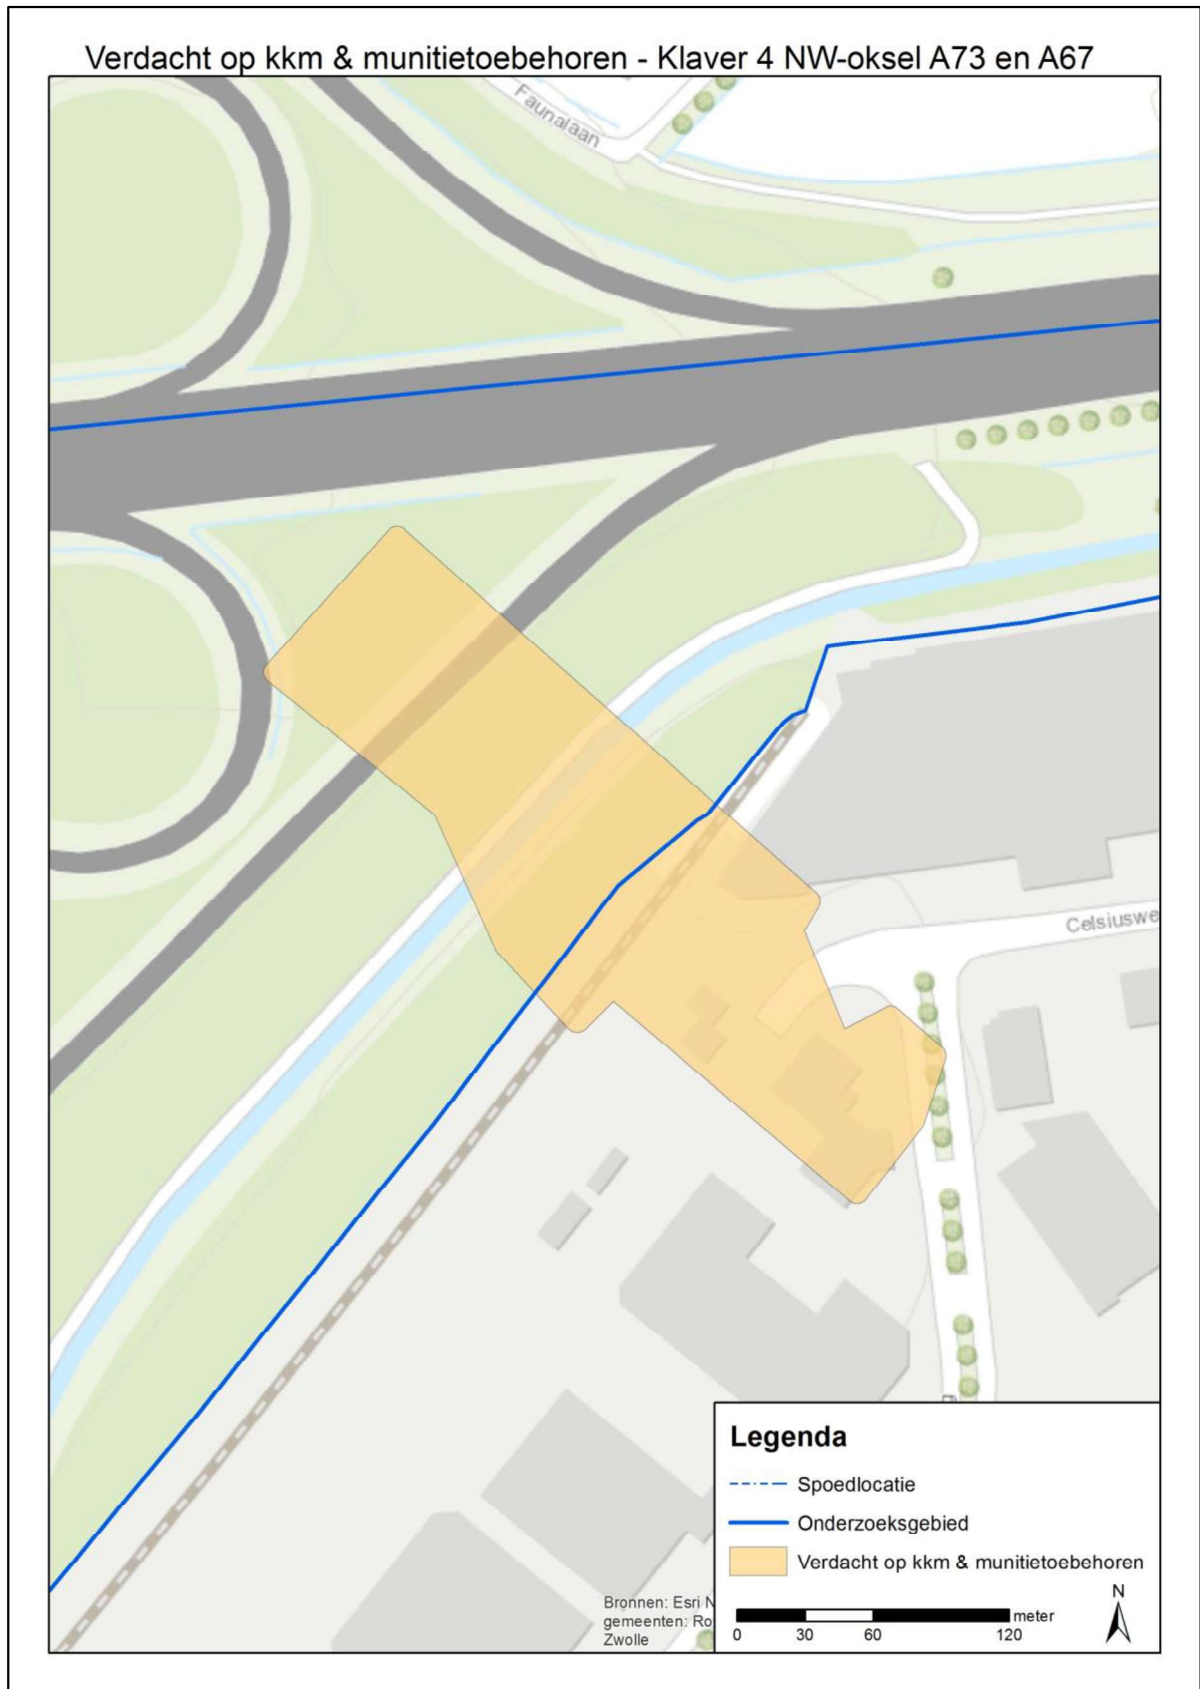 Verdacht op kkm & munitietoebehoren - Klaver 4 NW-oksel A73 en A67
Faunalaan
Celsiuswe
Legenda
Spoedlocatie
Onderzoeksgebied
Verdacht op kkm & munitietoebehoren
Bronnen: Esri N
gemeenten: Ro
Zwolle
meter
0 30 60 120
N